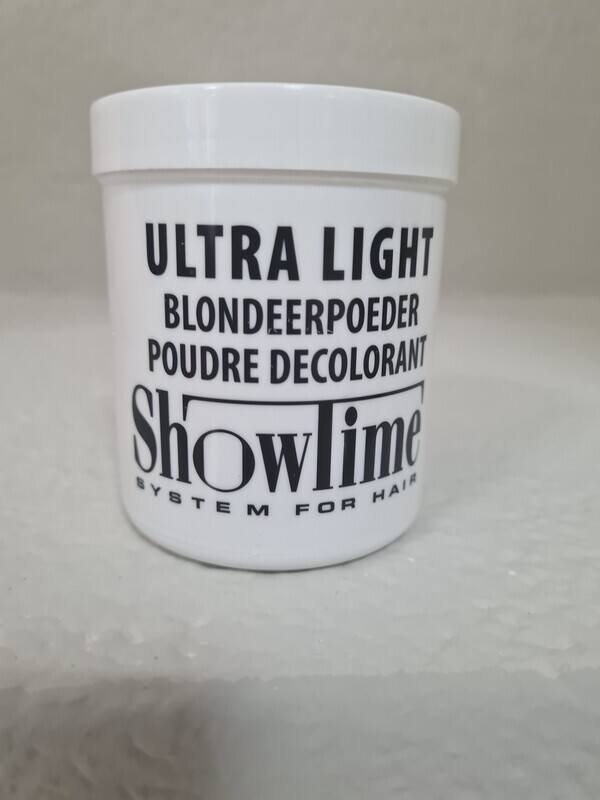 ULTRA LIGHT
BLONDEERPOEDER
POUDRE DECOLORANT
ShowTime
SYSTEM FOR HAIR